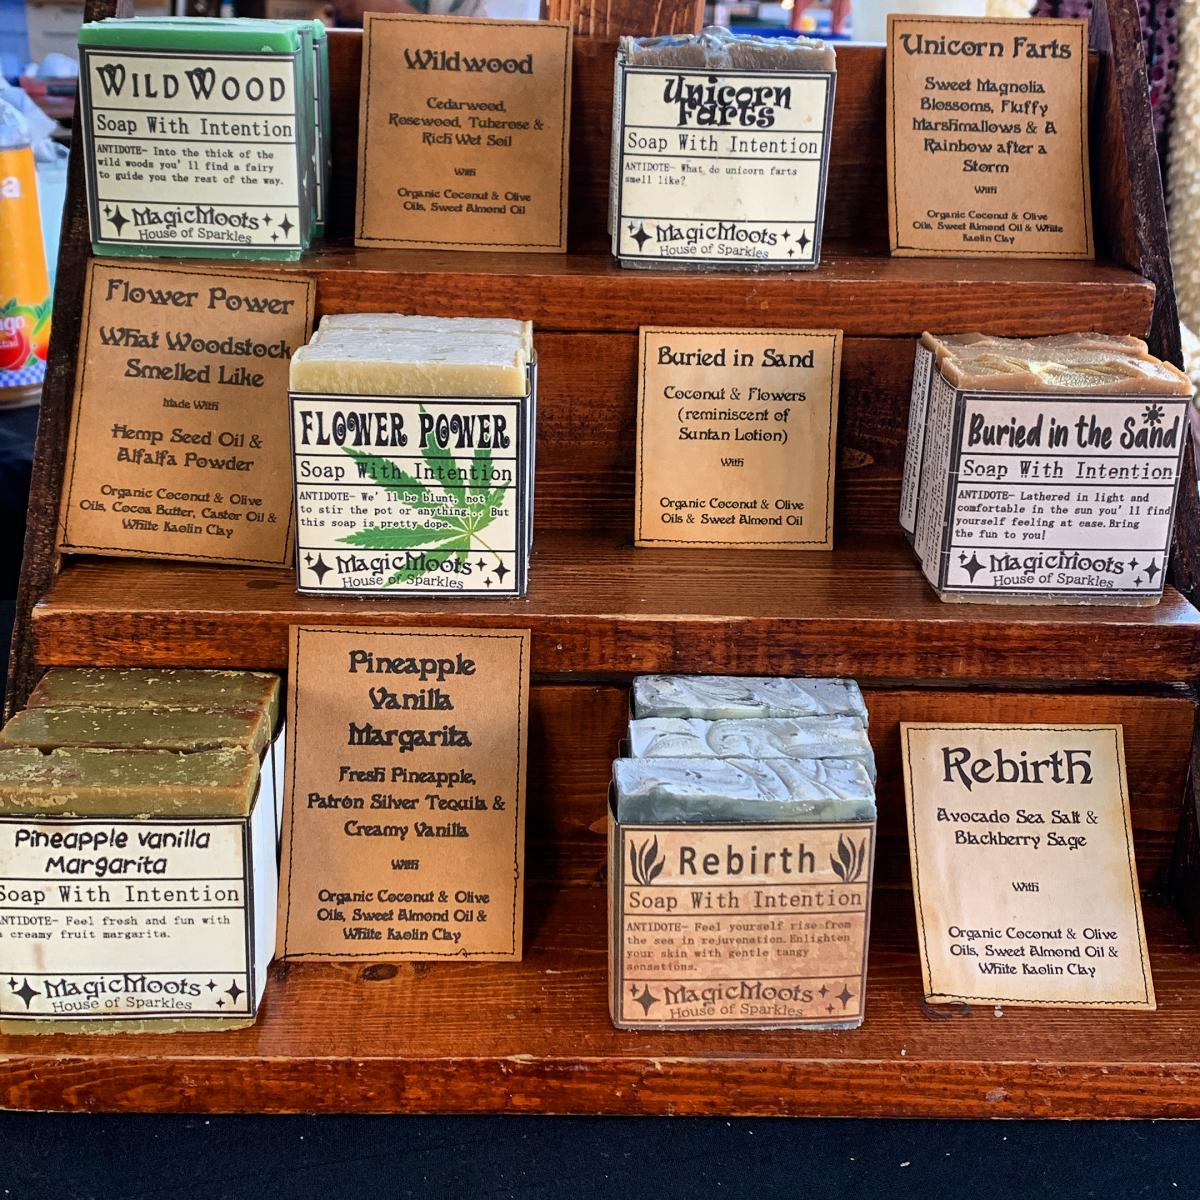 WILD WOOD
Soap With Intention
ANTIDOTE- Into the thick of the
wild woods you'll find a fairy
to guide you the rest of the way.
MagicMoots
House of Sparkles
Wildwood
Cedarwood,
Rosewood, Tuberose &
Rich Wet Soil
With
Organic Coconut & Olive
Oils, Sweet Almond Oil
Unicorn
Farts
Soap With Intention
ANTIDOTE- What do unicorn farts
smell like?
MagicMoots
House of Sparkles
Unicorn Farts
Sweet Magnolia
Blossoms, Fluffy
Marshmallows & A
Rainbow after a
Storm
With
Organic Coconut & Olive
Oils, Sweet Almond Oil & White
Kaolin Clay
Flower Power
What Woodstock
Smelled Like
Made With
Hemp Seed Oil &
Alfalfa Powder
Organic Coconut & Olive
Oils, Cocoa Butter, Castor Oil &
White Kaolin Clay
FLOWER POWER
Soap With Intention
ANTIDOTE- We'll be blunt, not
to stir the pot or anything... But
this soap is pretty dope.
MagicMoots
House of Sparkles
Buried in Sand
Coconut & Flowers
(reminiscent of
Suntan Lotion)
With
Organic Coconut & Olive
Oils & Sweet Almond Oil
Buried in the Sand
Soap With Intention
ANTIDOTE- Lathered in light and
comfortable in the sun you'll find
yourself feeling at ease. Bring
the fun to you!
MagicMoots
House of Sparkles
Pineapple Vanilla
Margarita
Soap With Intention
ANTIDOTE- Feel fresh and fun with
a creamy fruit margarita.
MagicMoots
House of Sparkles
Pineapple
Vanilla
Margarita
Fresh Pineapple,
Patrón Silver Tequila &
Creamy Vanilla
With
Organic Coconut & Olive
Oils, Sweet Almond Oil &
White Kaolin Clay
Rebirth
Soap With Intention
ANTIDOTE- Feel yourself rise from
the sea in rejuvenation. Enlighten
your skin with gentle tangy
sensations.
MagicMoots
House of Sparkles
Rebirth
Avocado Sea Salt &
Blackberry Sage
With
Organic Coconut & Olive
Oils, Sweet Almond Oil &
White Kaolin Clay